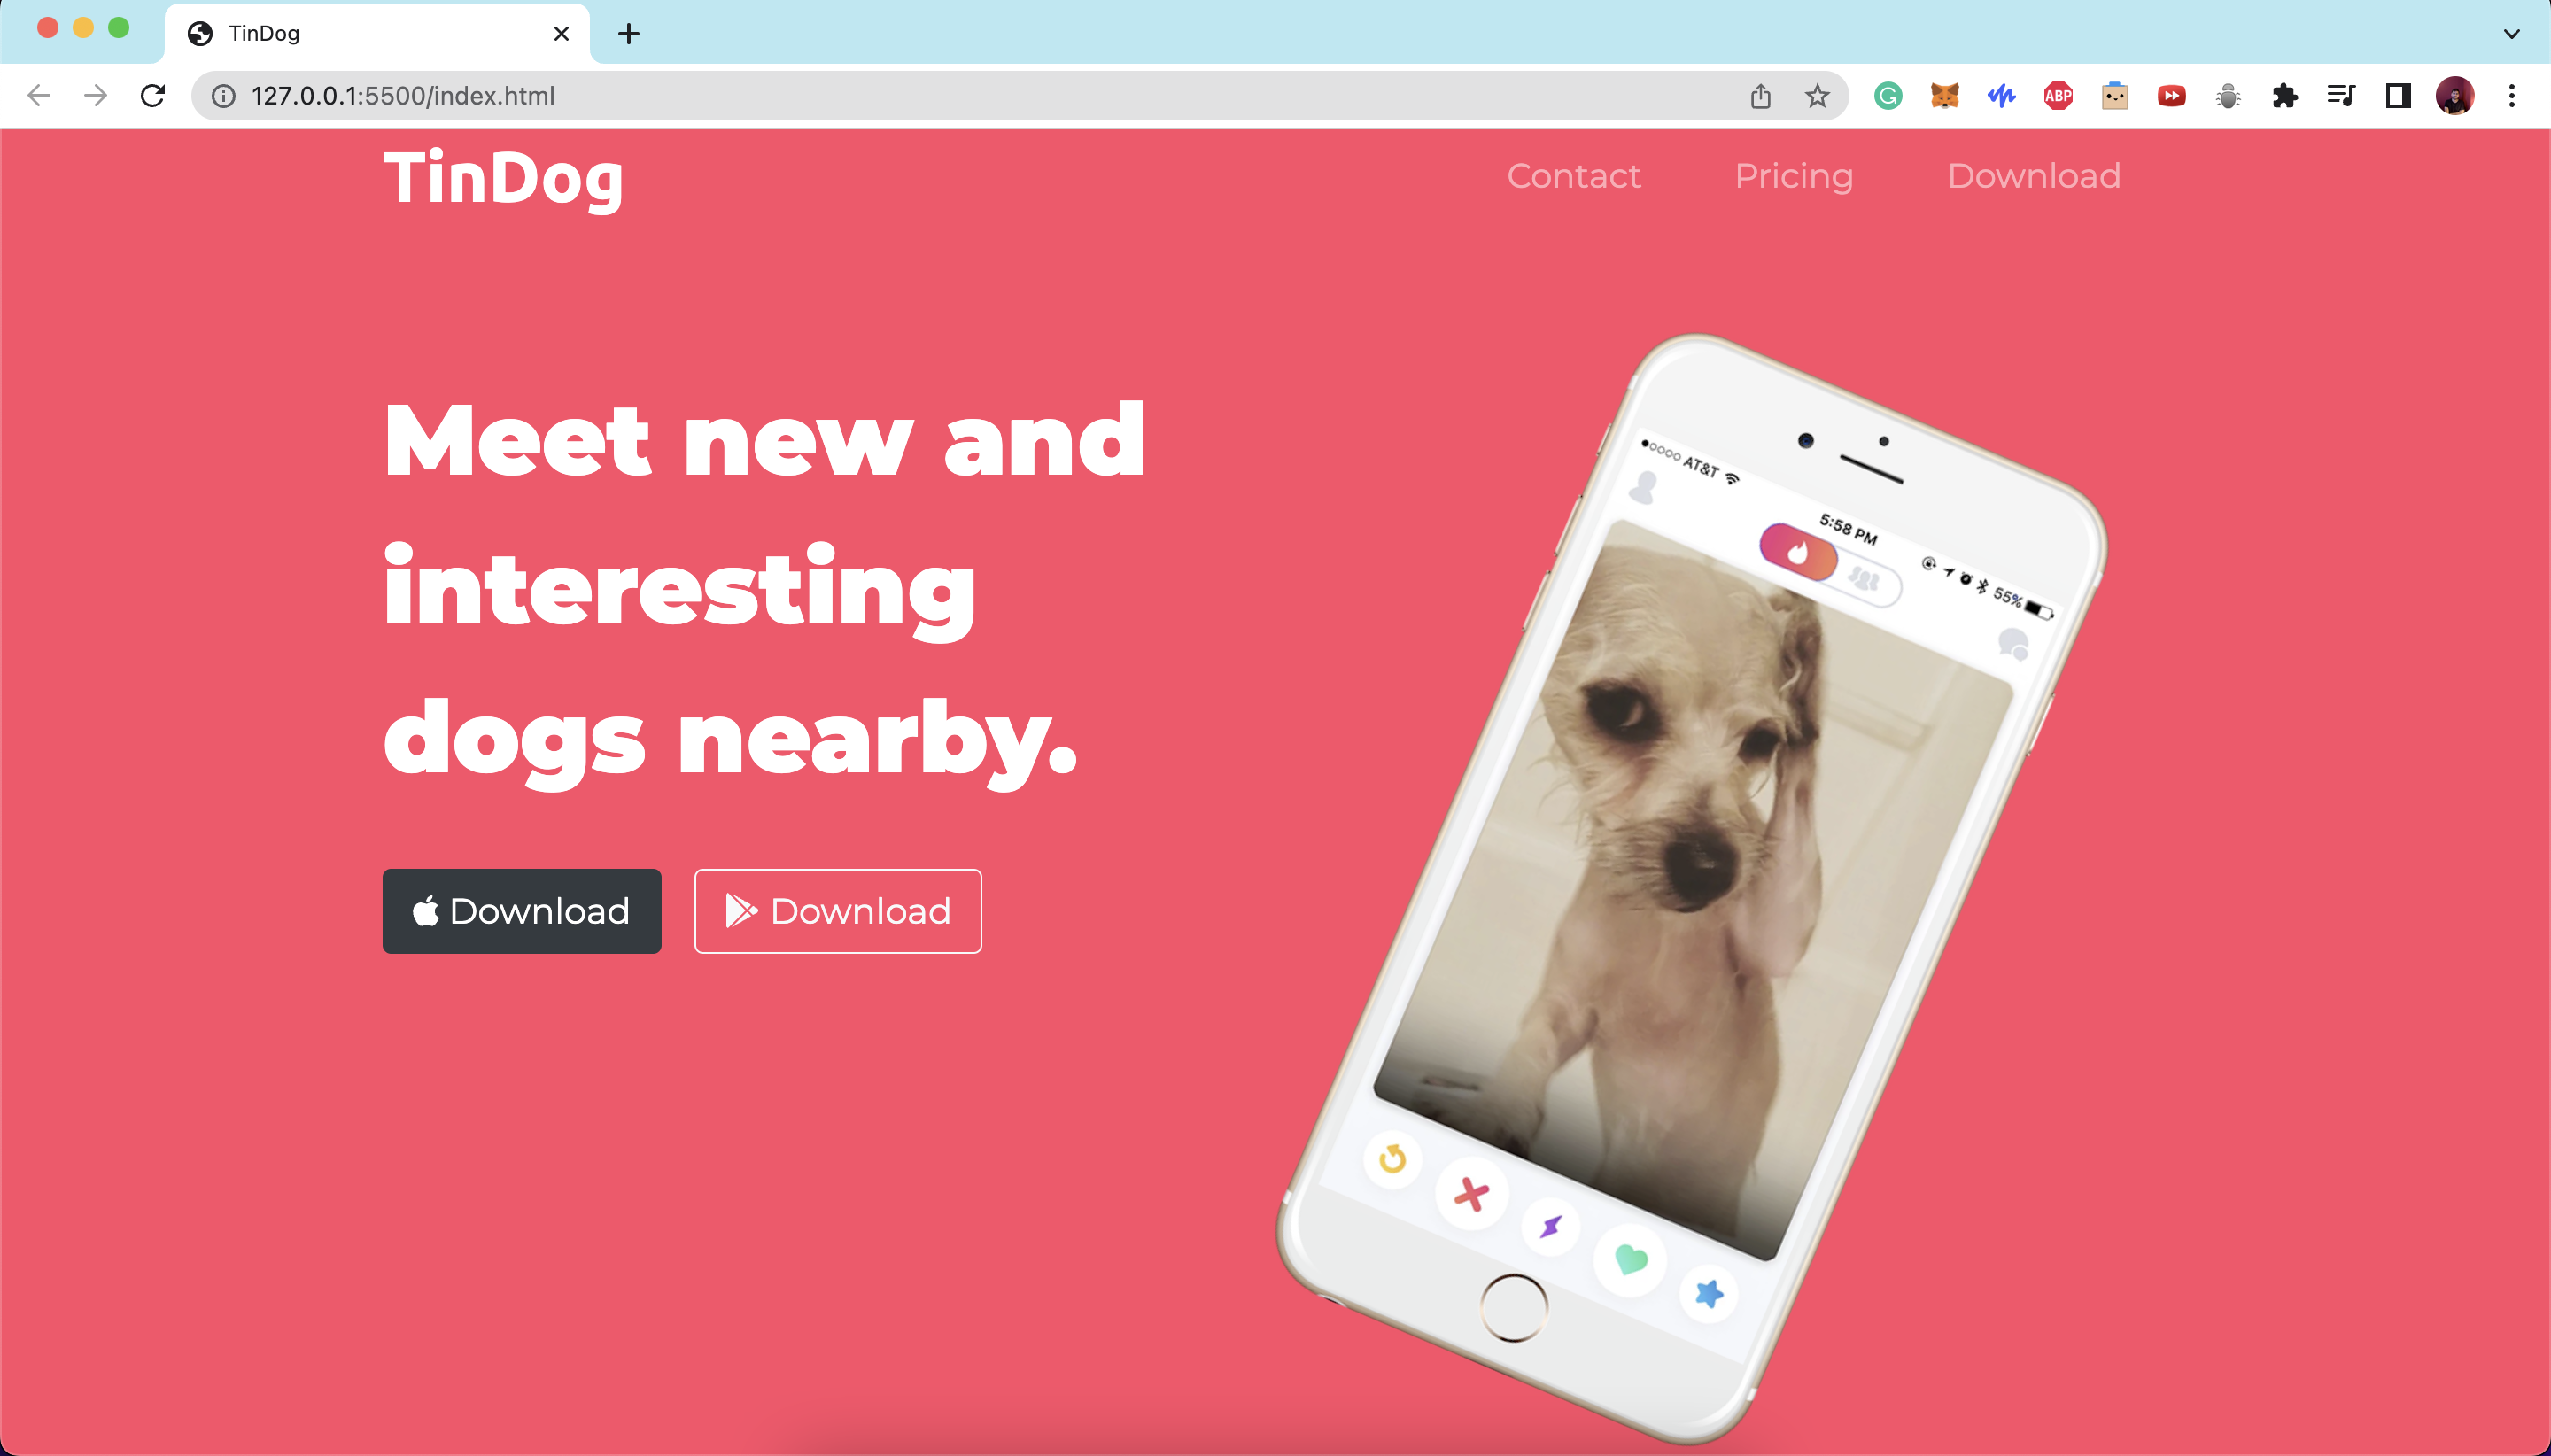 TinDog
127.0.0.1:5500/index.html
ABP
TinDog
Contact
Pricing
Download
Meet new and
interesting
dogs nearby.
Download
Download
AT&T
5:58 PM
55%